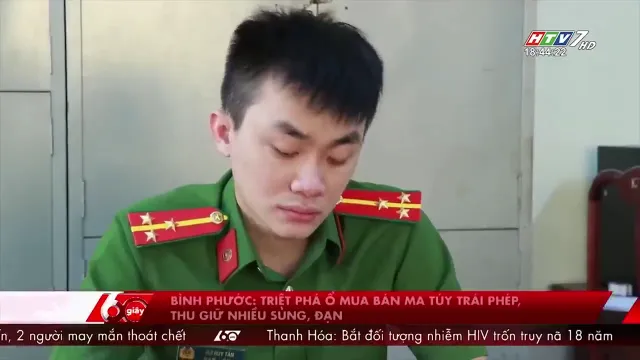 HTV7 HD
18:44:22
60 giây
BÌNH PHƯỚC: TRIỆT PHÁ Ổ MUA BÁN MA TÚY TRÁI PHÉP,
THU GIỮ NHIỀU SÚNG, ĐẠN
ến, 2 người may mắn thoát chết 60s Thanh Hóa: Bắt đối tượng nhiễm HIV trốn truy nã 18 năm